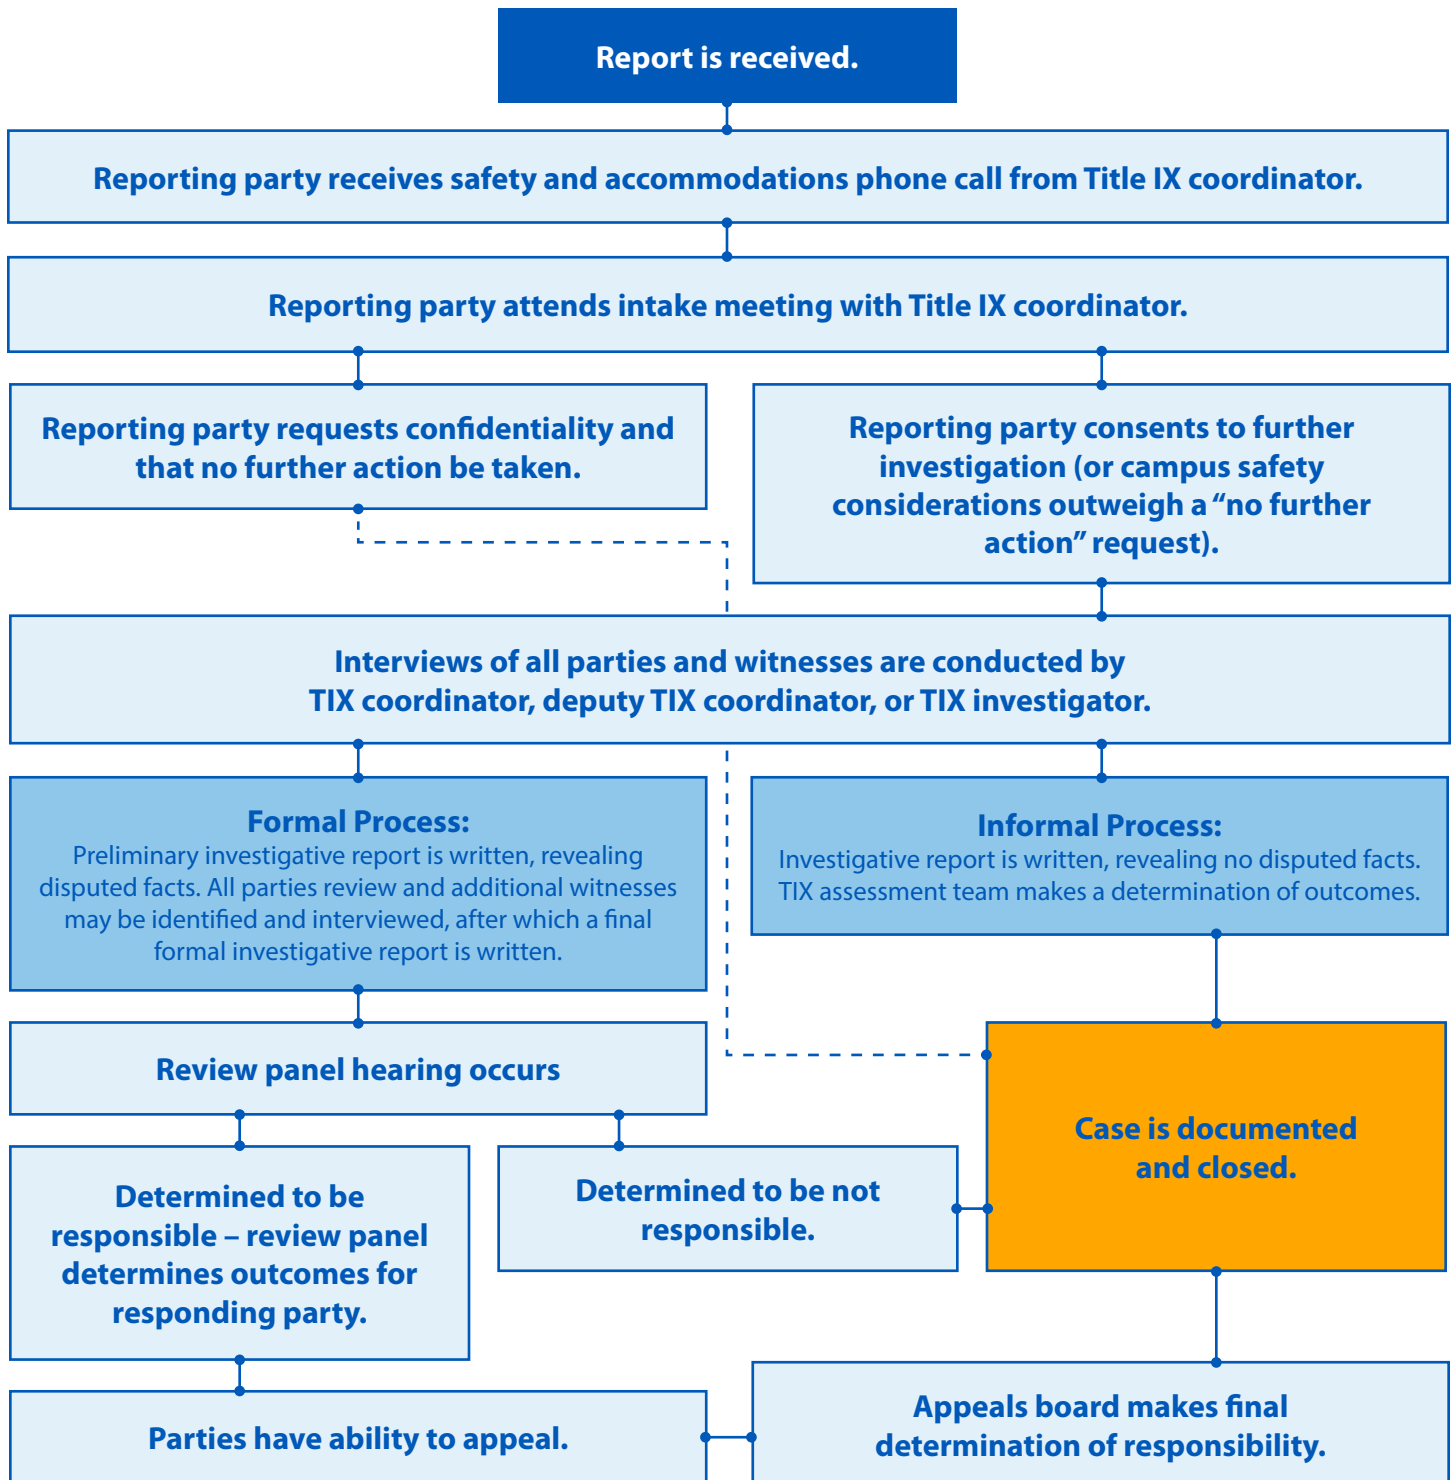 Report is received.
Reporting party receives safety and accommodations phone call from Title IX coordinator.
Reporting party attends intake meeting with Title IX coordinator.
Reporting party requests confidentiality and
that no further action be taken.
Reporting party consents to further
investigation (or campus safety
considerations outweigh a “no further
action” request).
Interviews of all parties and witnesses are conducted by
TIX coordinator, deputy TIX coordinator, or TIX investigator.
Formal Process:
Preliminary investigative report is written, revealing
disputed facts. All parties review and additional witnesses
may be identified and interviewed, after which a final
formal investigative report is written.
Informal Process:
Investigative report is written, revealing no disputed facts.
TIX assessment team makes a determination of outcomes.
Review panel hearing occurs
Determined to be
responsible – review panel
determines outcomes for
responding party.
Determined to be not
responsible.
Case is documented
and closed.
Parties have ability to appeal.
Appeals board makes final
determination of responsibility.